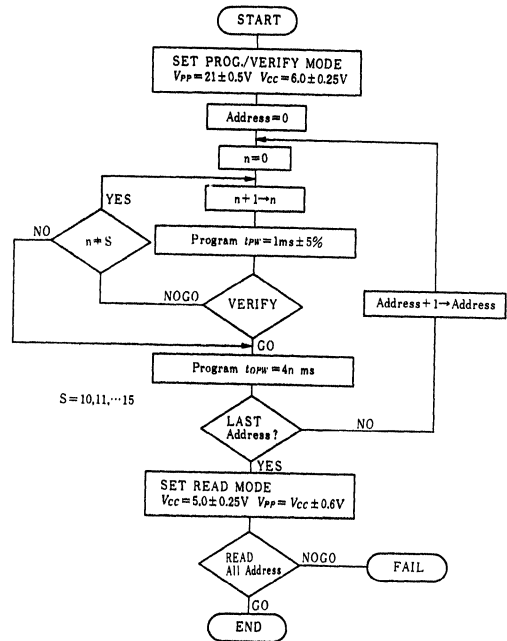 START
SET PROG./VERIFY MODE
VPP=21±0.5V VCC=6.0±0.25V
Address=0
n=0
YES
n+1→n
NO
n≠S
Program tPW=1ms±5%
NOGO
VERIFY
Address+1→Address
GO
Program tOPW=4n ms
S=10,11,···15
LAST
Address?
NO
YES
SET READ MODE
VCC=5.0±0.25V VPP=VCC±0.6V
READ
All Address
NOGO
FAIL
GO
END